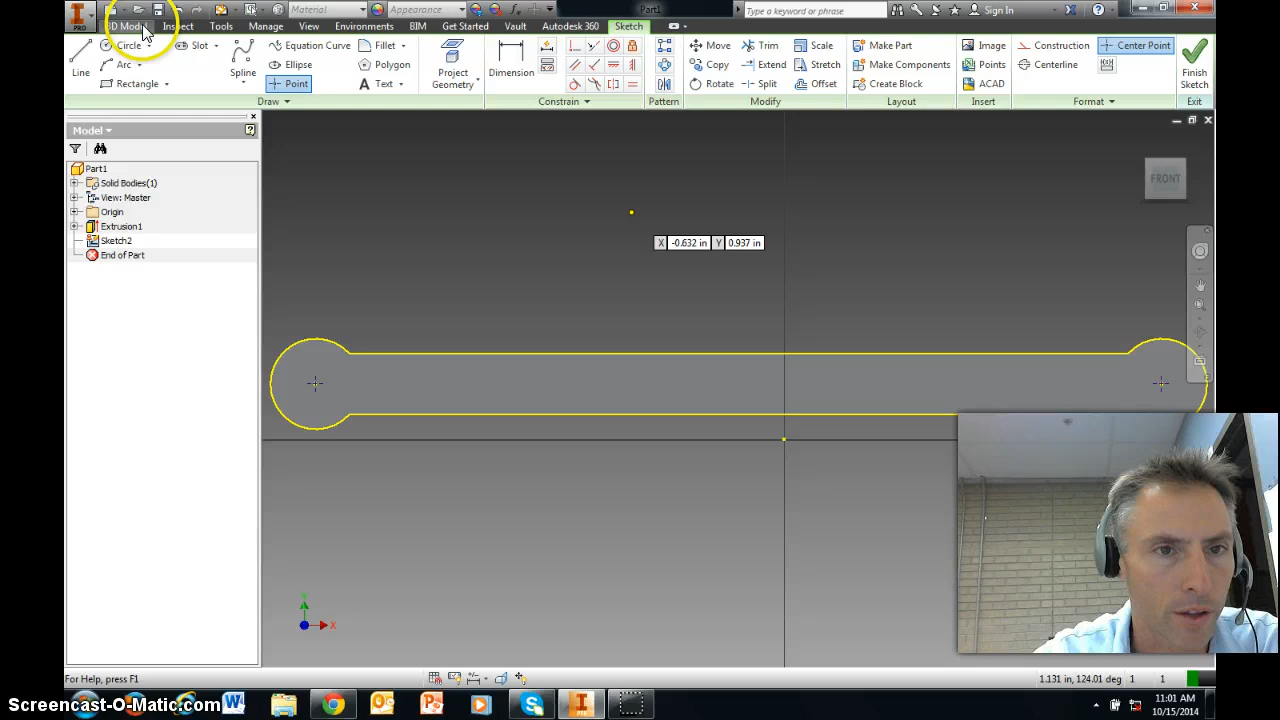 Material
Appearance
Part1
Type a keyword or phrase
Sign In
PRO
3D Model Inspect Tools Manage View Environments BIM Get Started Vault Autodesk 360 Sketch
Line
Circle
Arc
Rectangle
Slot
Spline
Equation Curve
Ellipse
Point
Fillet
Polygon
Text
Project Geometry
Dimension
Move
Copy
Rotate
Trim
Extend
Split
Scale
Stretch
Offset
Make Part
Make Components
Create Block
Image
Points
ACAD
Construction
Centerline
Center Point
Finish Sketch
Draw Constrain Pattern Modify Layout Insert Format Exit
Model
Part1
Solid Bodies(1)
View: Master
Origin
Extrusion1
Sketch2
End of Part
X -0.632 in Y 0.937 in
FRONT
Y
X
For Help, press F1
1.131 in, 124.01 deg 1 1
Screencast-O-Matic.com
11:01 AM
10/15/2014